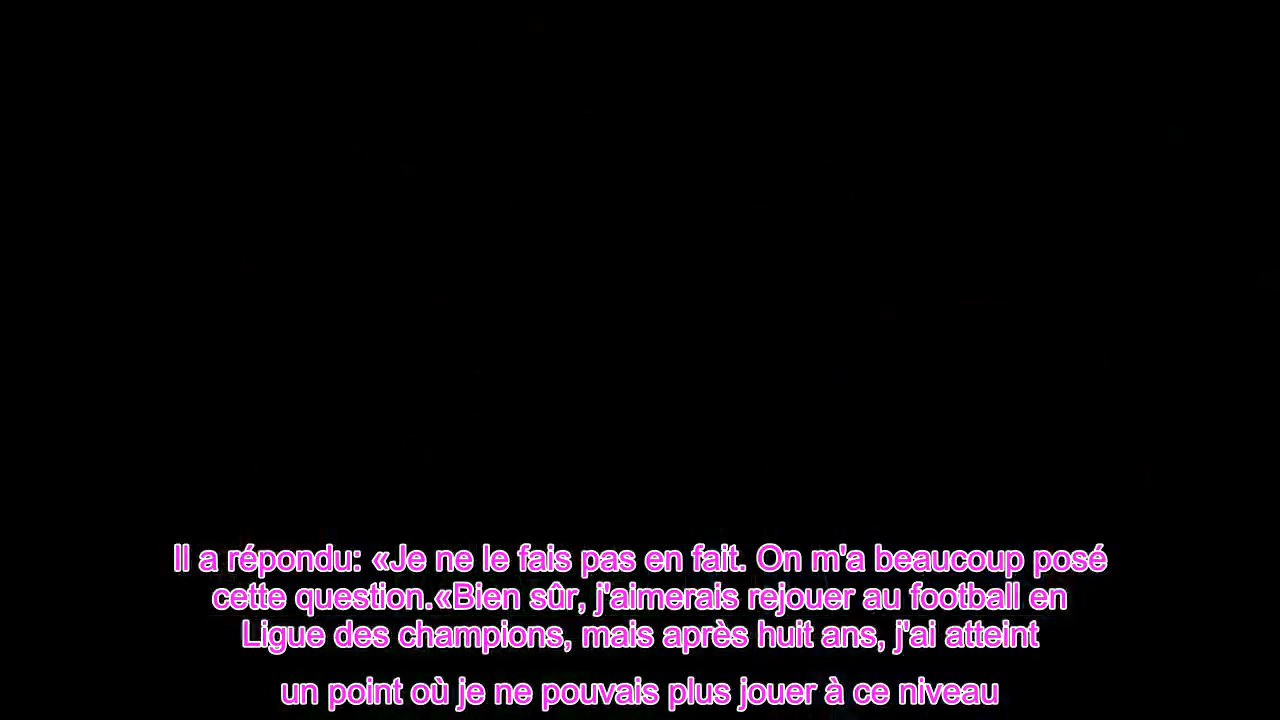 Il a répondu: «Je ne le fais pas en fait. On m'a beaucoup posé
cette question.«Bien sûr, j'aimerais rejouer au football en
Ligue des champions, mais après huit ans, j'ai atteint
un point où je ne pouvais plus jouer à ce niveau